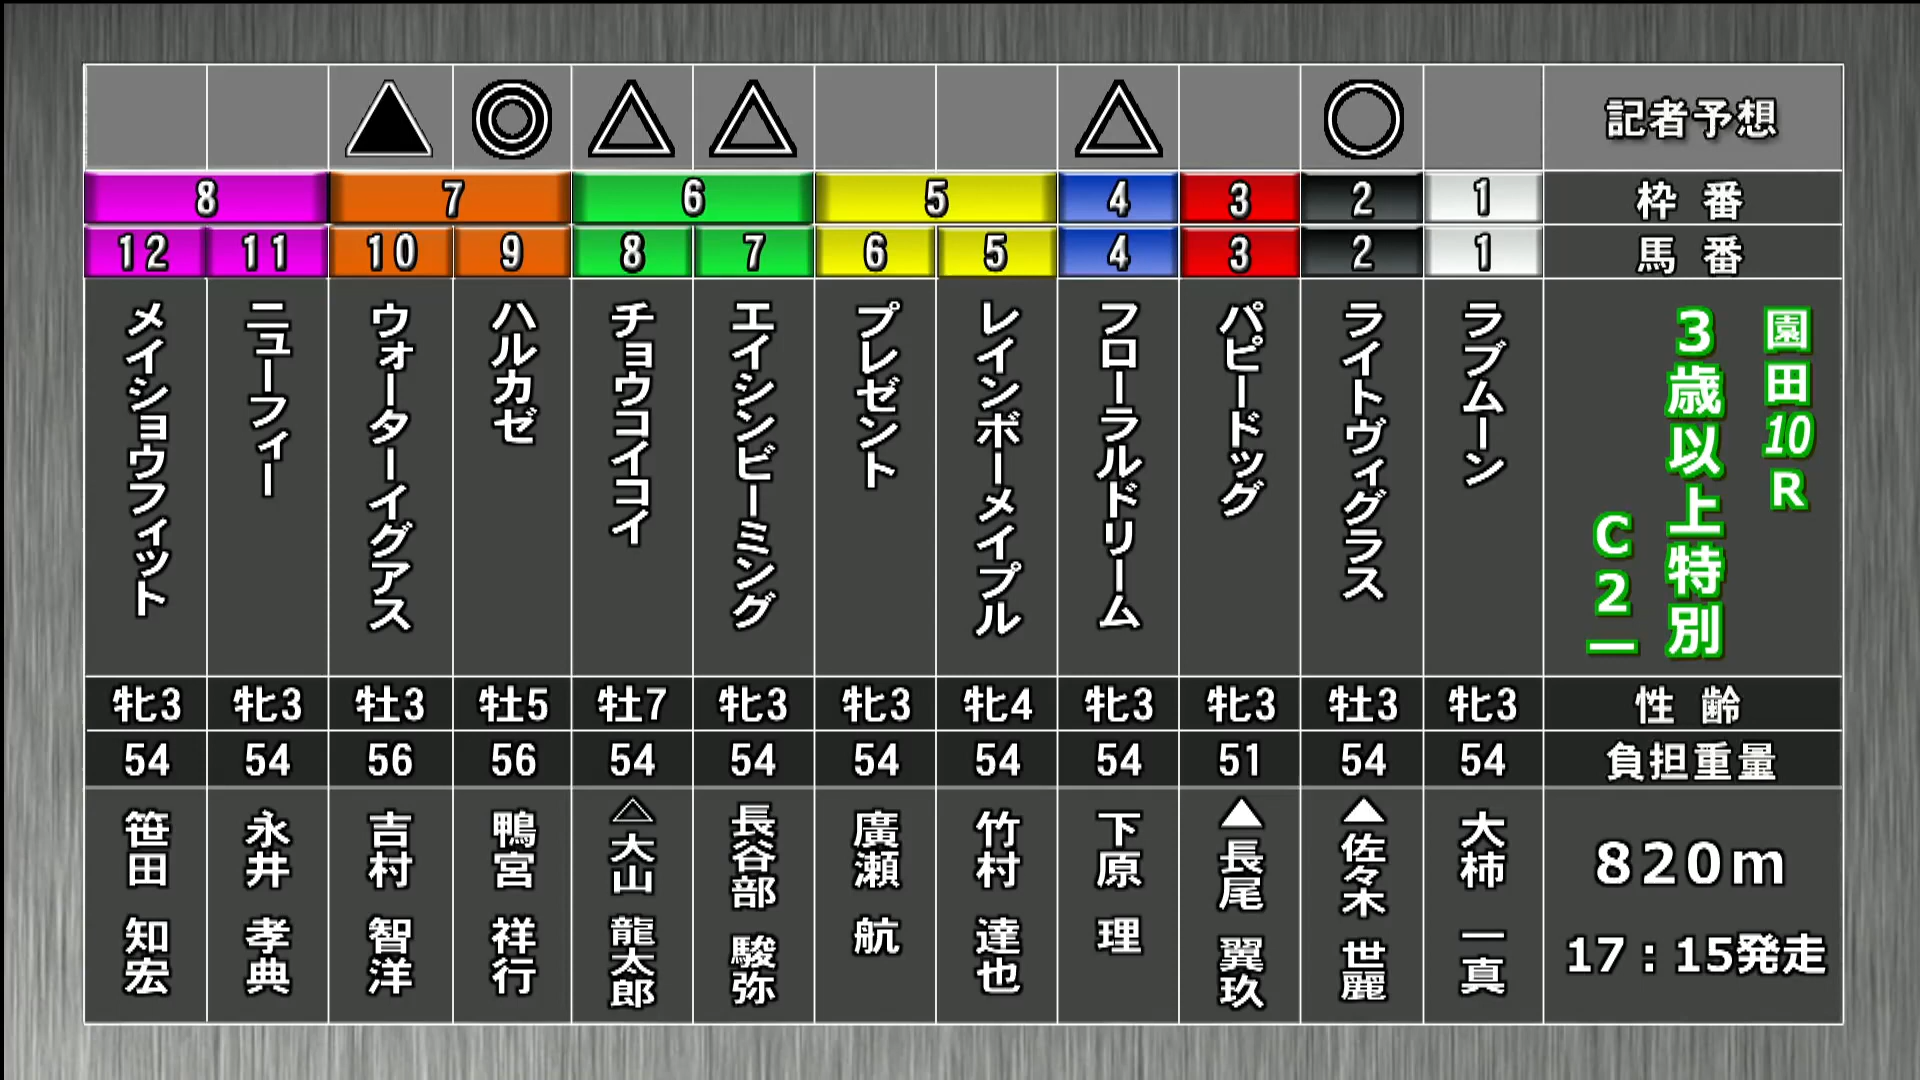 記者予想
▲ ◎ △ △ △ ○
枠番
8 7 6 5 4 3 2 1
馬番
12 11 10 9 8 7 6 5 4 3 2 1
園田10R
3歳以上特別
C2一
ラブムーン
ライトヴィグラス
パピードッグ
フローラルドリーム
レインボーメイプル
プレゼント
エイシンビーミング
チョウコイコイ
ハルカゼ
ウォーターイグアス
ニューフィー
メイショウフィット
性齢
牝3 牝3 牡3 牡5 牡7 牝3 牝3 牝4 牝3 牝3 牡3 牝3
負担重量
54 54 56 56 54 54 54 54 54 51 54 54
820m
17:15発走
大柿 一真
▲佐々木 世麗
▲長尾 翼玖
下原 理
竹村 達也
廣瀬 航
長谷部 駿弥
△大山 龍太郎
鴨宮 祥行
吉村 智洋
永井 孝典
笹田 知宏